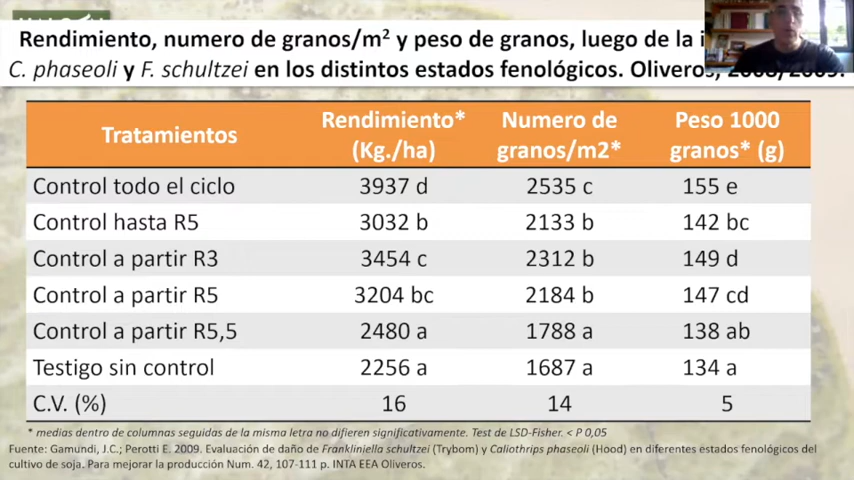 Rendimiento, numero de granos/m² y peso de granos, luego de la
C. phaseoli y F. schultzei en los distintos estados fenológicos. Oliveros, 2008/2009.
Tratamientos Rendimiento* (Kg./ha) Numero de granos/m2* Peso 1000 granos* (g)
Control todo el ciclo 3937 d 2535 c 155 e
Control hasta R5 3032 b 2133 b 142 bc
Control a partir R3 3454 c 2312 b 149 d
Control a partir R5 3204 bc 2184 b 147 cd
Control a partir R5,5 2480 a 1788 a 138 ab
Testigo sin control 2256 a 1687 a 134 a
C.V. (%) 16 14 5
* medias dentro de columnas seguidas de la misma letra no difieren significativamente. Test de LSD-Fisher. < P 0,05
Fuente: Gamundi, J.C.; Perotti E. 2009. Evaluación de daño de Frankliniella schultzei (Trybom) y Caliothrips phaseoli (Hood) en diferentes estados fenológicos del
cultivo de soja. Para mejorar la producción Num. 42, 107-111 p. INTA EEA Oliveros.